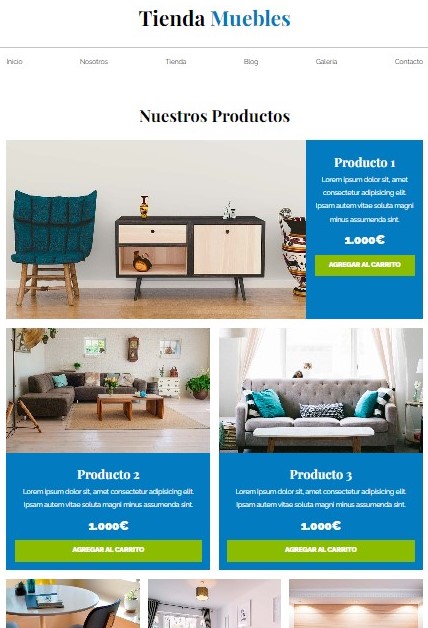 Tienda Muebles
Inicio Nosotros Tienda Blog Galería Contacto
Nuestros Productos
Producto 1
Lorem ipsum dolor sit, amet
consectetur adipisicing elit.
Ipsam autem vitae soluta magni
minus assumenda sint.
1.000€
AGREGAR AL CARRITO
Producto 2
Lorem ipsum dolor sit, amet consectetur adipisicing elit.
Ipsam autem vitae soluta magni minus assumenda sint.
1.000€
AGREGAR AL CARRITO
Producto 3
Lorem ipsum dolor sit, amet consectetur adipisicing elit.
Ipsam autem vitae soluta magni minus assumenda sint.
1.000€
AGREGAR AL CARRITO